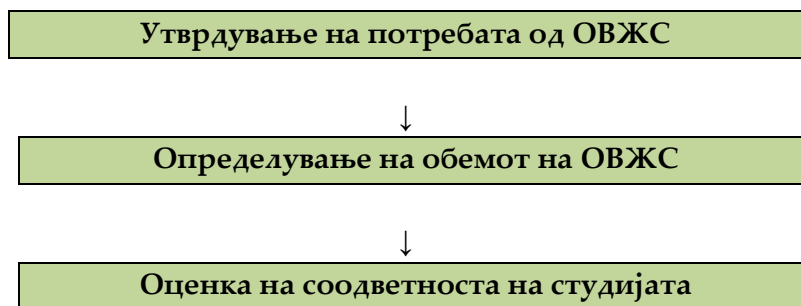 Утврдување на потребата од ОВЖС
↓
Определување на обемот на ОВЖС
↓
Оценка на соодветноста на студијата